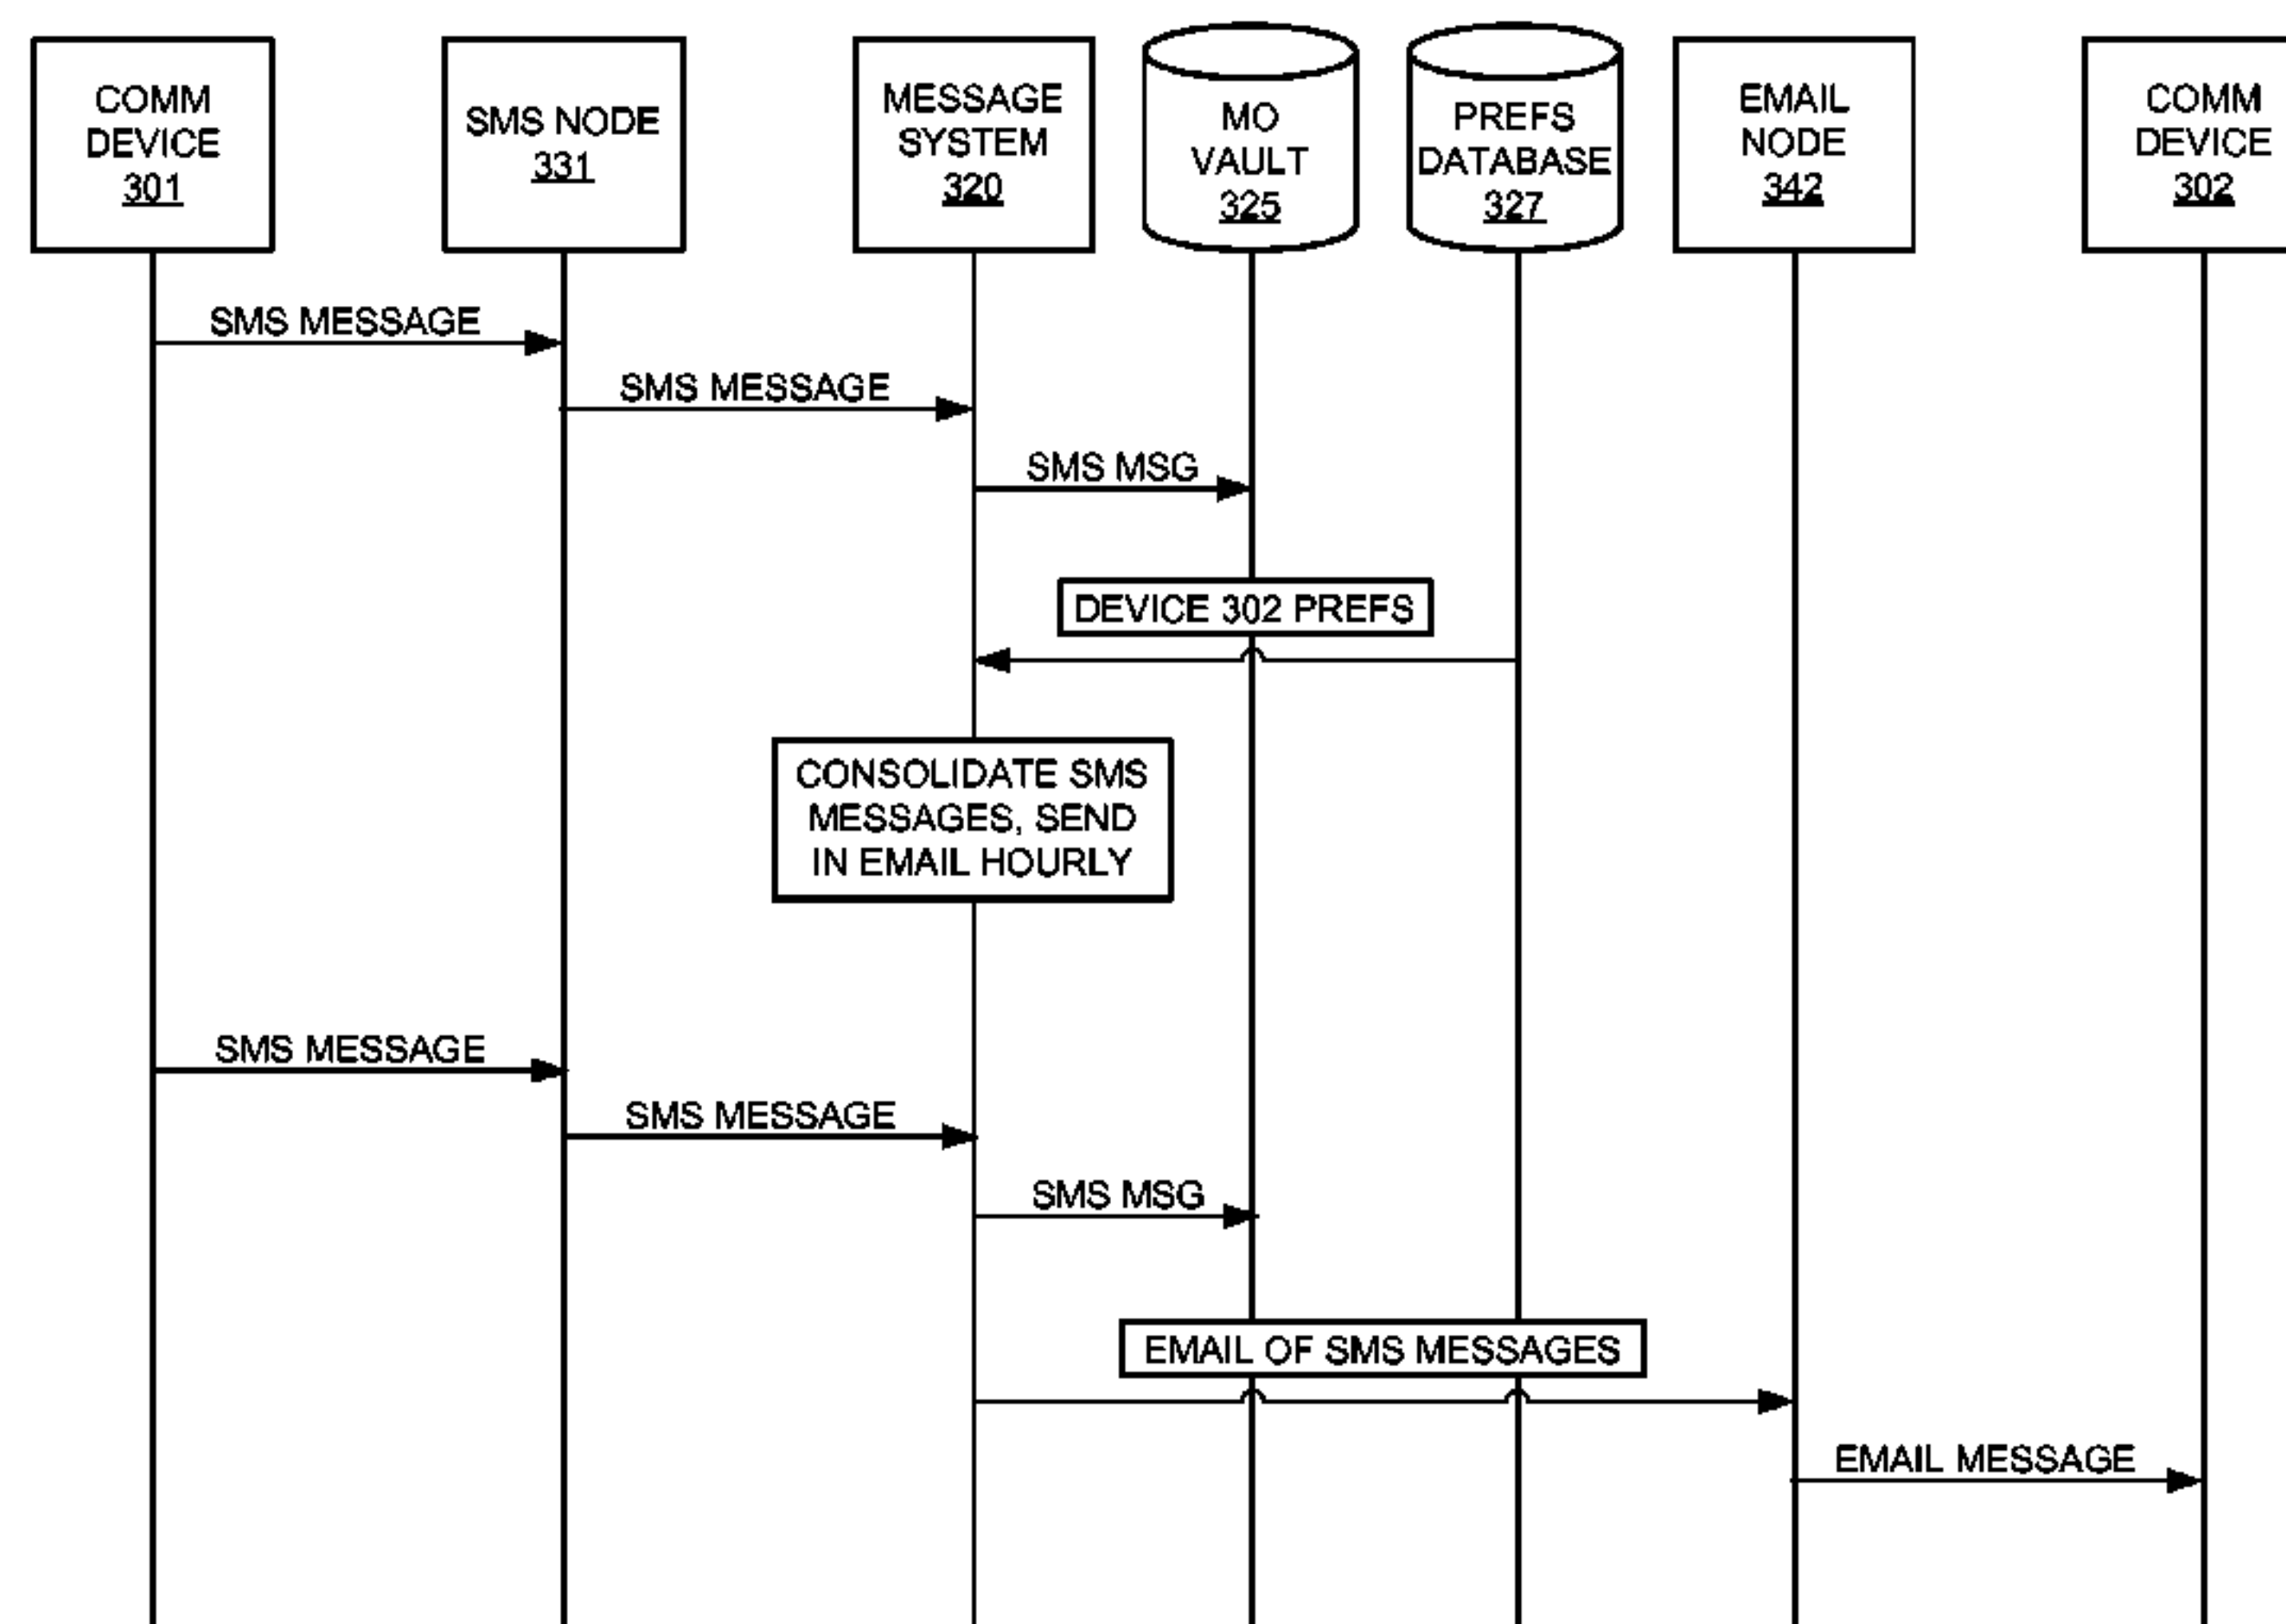 COMM
DEVICE
301
SMS NODE
331
MESSAGE
SYSTEM
320
MO
VAULT
325
PREFS
DATABASE
327
EMAIL
NODE
342
COMM
DEVICE
302
SMS MESSAGE
SMS MESSAGE
SMS MSG
DEVICE 302 PREFS
CONSOLIDATE SMS
MESSAGES, SEND
IN EMAIL HOURLY
SMS MESSAGE
SMS MESSAGE
SMS MSG
EMAIL OF SMS MESSAGES
EMAIL MESSAGE